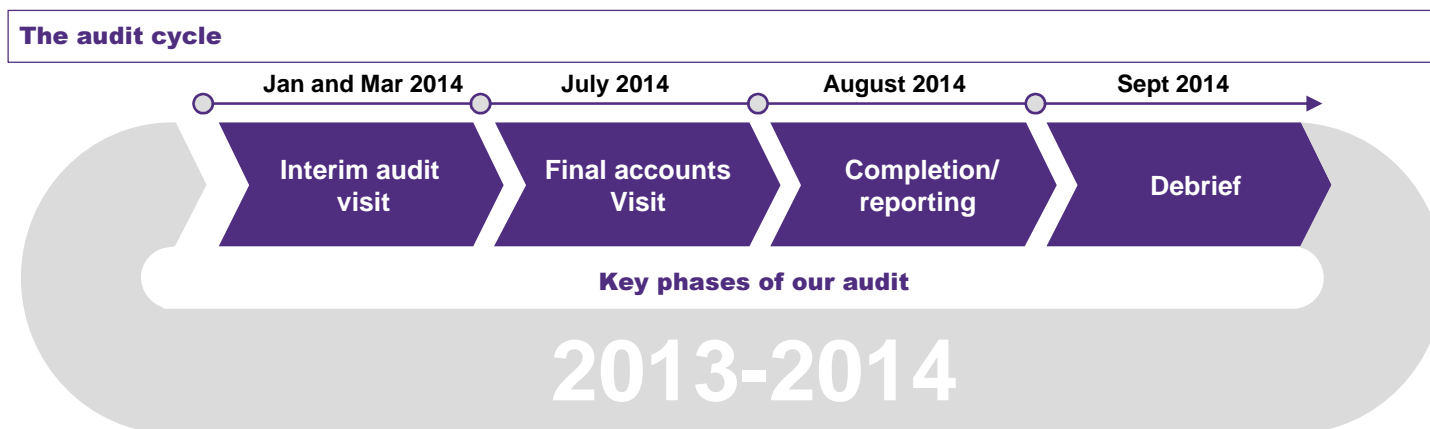 The audit cycle
Jan and Mar 2014
July 2014
August 2014
Sept 2014
Interim audit
visit
Final accounts
Visit
Completion/
reporting
Debrief
Key phases of our audit
2013-2014